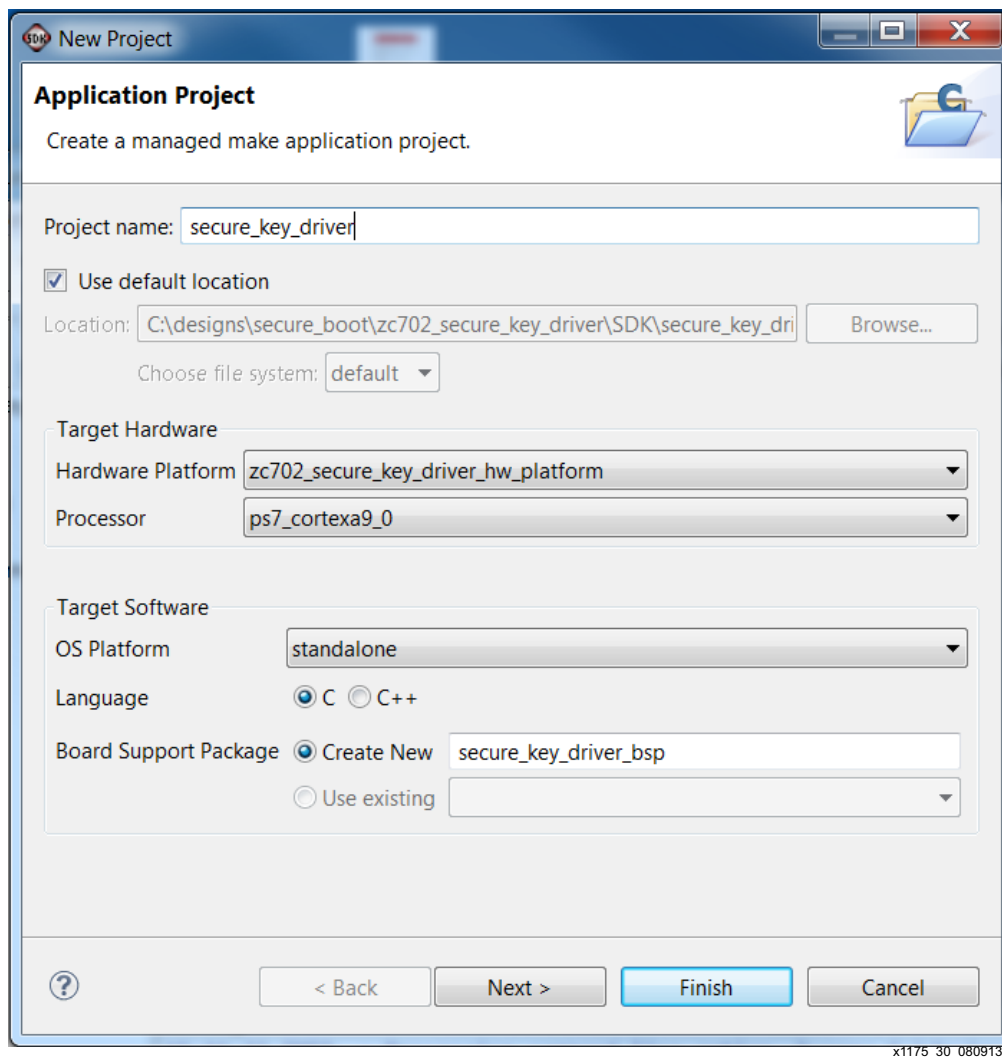 SDK New Project
Application Project
C
Create a managed make application project.
Project name: secure_key_driver
Use default location
Location: C:\designs\secure_boot\zc702_secure_key_driver\SDK\secure_key_dri Browse...
Choose file system: default
Target Hardware
Hardware Platform zc702_secure_key_driver_hw_platform
Processor ps7_cortexa9_0
Target Software
OS Platform standalone
Language C C++
Board Support Package Create New secure_key_driver_bsp
Use existing
? < Back Next > Finish Cancel
x1175_30_080913